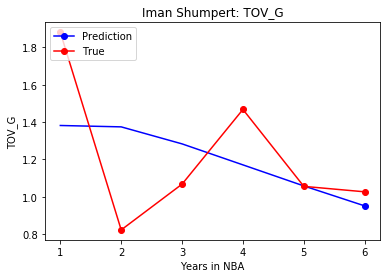 Iman Shumpert: TOV_G
Prediction
True
TOV_G
1.8
1.6
1.4
1.2
1.0
0.8
1 2 3 4 5 6
Years in NBA